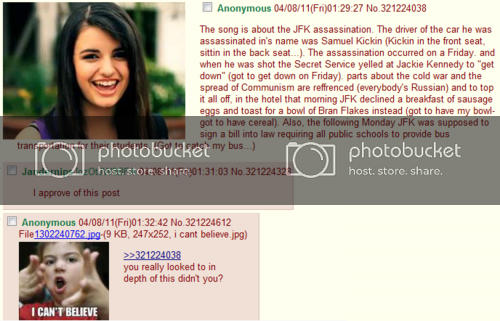 Anonymous 04/08/11(Fri)01:29:27 No.321224038
The song is about the JFK assassination. The driver of the car he was
assassinated in's name was Samuel Kickin (Kickin in the front seat,
sittin in the back seat...). The assassination occurred on a Friday. and
when he was shot the Secret Service yelled at Jackie Kennedy to "get
down" (got to get down on Friday). parts about the cold war and the
spread of Communism are reffrenced (everybody's Russian) and to top
it all off, in the hotel that morning JFK declined a breakfast of sausage
eggs and toast for a bowl of Bran Flakes instead (got to have my bowl-
got to have cereal). Also, the following Monday JFK was supposed to
sign a bill into law requiring all public schools to provide bus
transportation for their students. (Got to catch my bus...)
photobucket
host. store. share.
photobucket
host. store. share.
01:31:03 No.321224323
I approve of this post
Anonymous 04/08/11(Fri)01:32:42 No.321224612
File1302240762.jpg-(9 KB, 247x252, i cant believe.jpg)
>>321224038
you really looked to in
depth of this didn't you?
I CAN'T BELIEVE